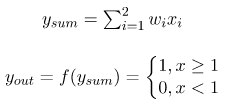 y_{sum} = \sum_{i=1}^{2} w_i x_i
y_{out} = f(y_{sum}) = \begin{cases} 1, x \geq 1 \\ 0, x < 1 \end{cases}